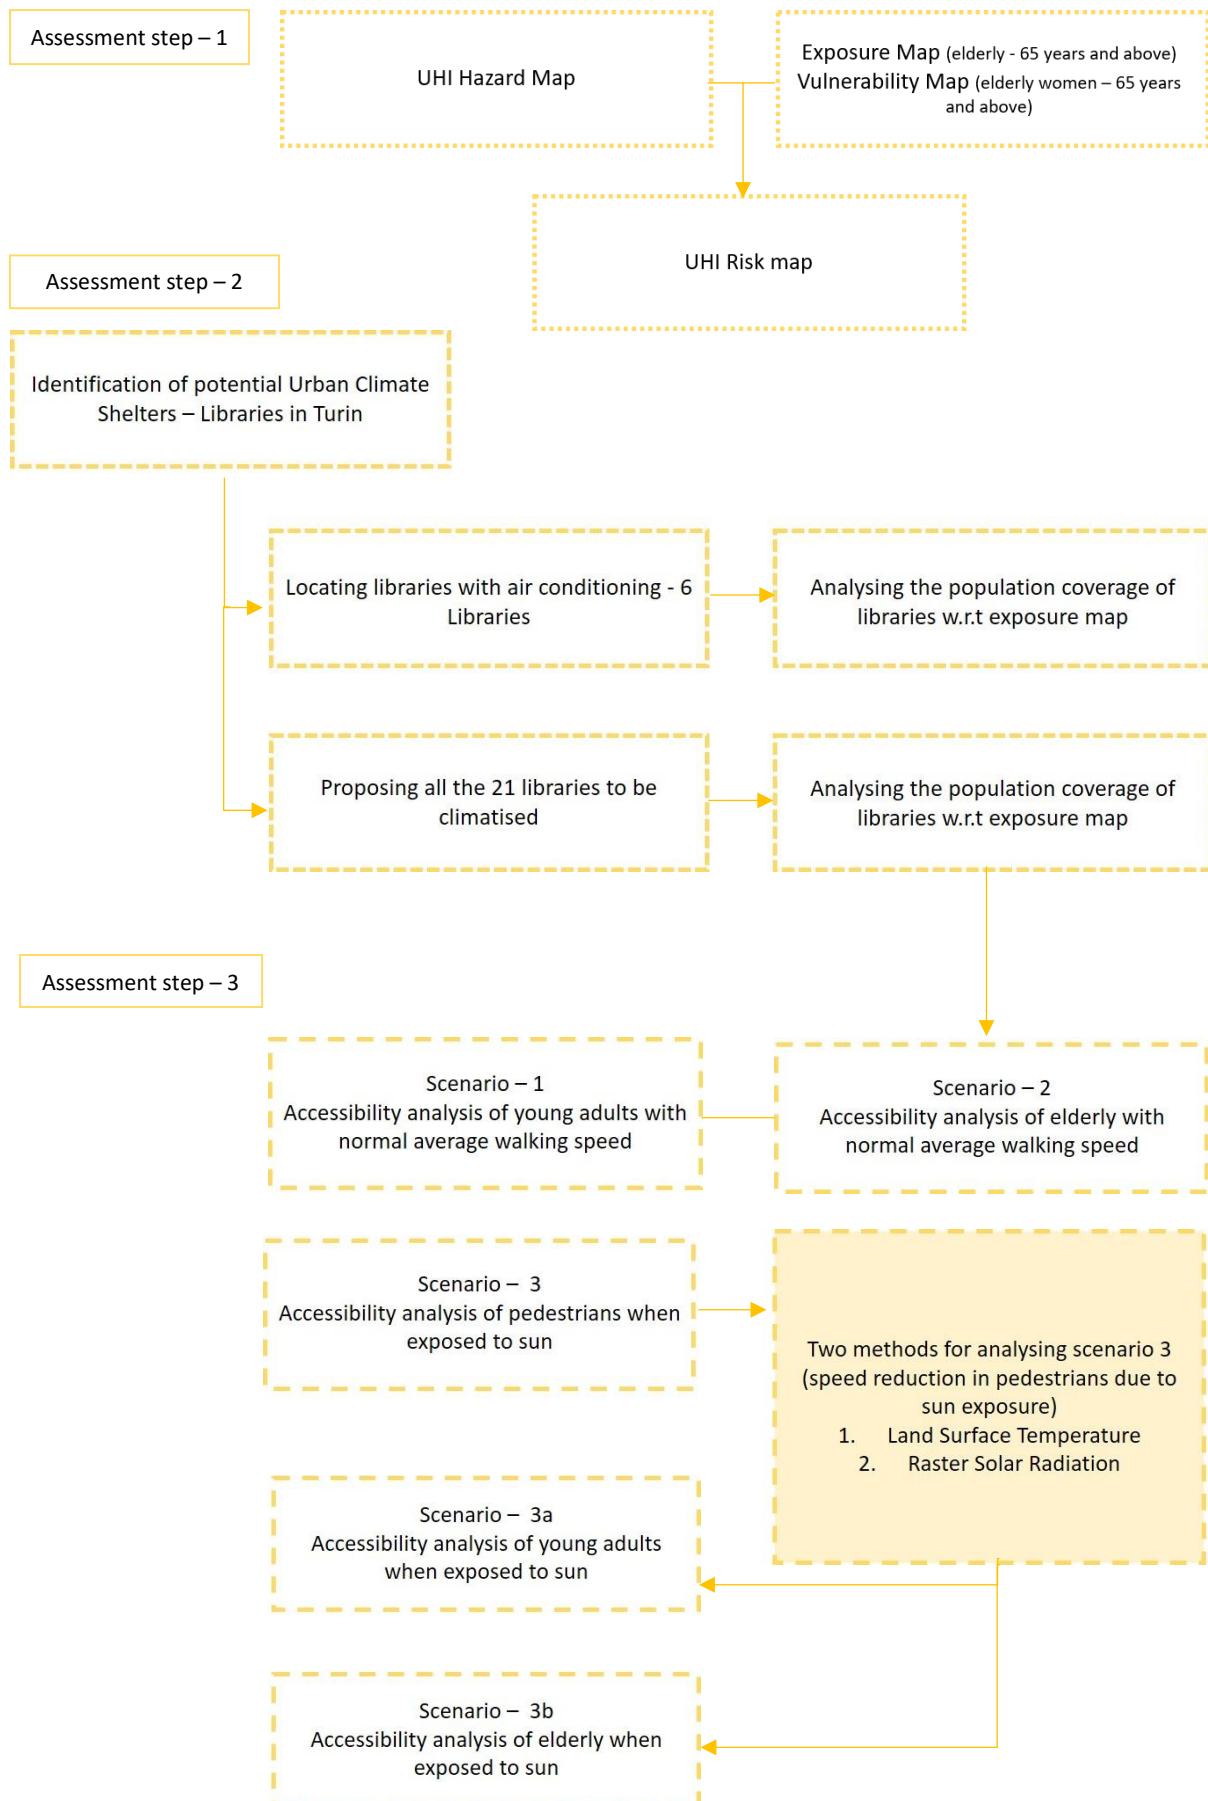 Assessment step – 1
UHI Hazard Map
Exposure Map (elderly - 65 years and above)
Vulnerability Map (elderly women – 65 years
and above)
UHI Risk map
Assessment step – 2
Identification of potential Urban Climate
Shelters – Libraries in Turin
Locating libraries with air conditioning - 6
Libraries
Analysing the population coverage of
libraries w.r.t exposure map
Proposing all the 21 libraries to be
climatised
Analysing the population coverage of
libraries w.r.t exposure map
Assessment step – 3
Scenario – 1
Accessibility analysis of young adults with
normal average walking speed
Scenario – 2
Accessibility analysis of elderly with
normal average walking speed
Scenario – 3
Accessibility analysis of pedestrians when
exposed to sun
Two methods for analysing scenario 3
(speed reduction in pedestrians due to
sun exposure)
1. Land Surface Temperature
2. Raster Solar Radiation
Scenario – 3a
Accessibility analysis of young adults
when exposed to sun
Scenario – 3b
Accessibility analysis of elderly when
exposed to sun